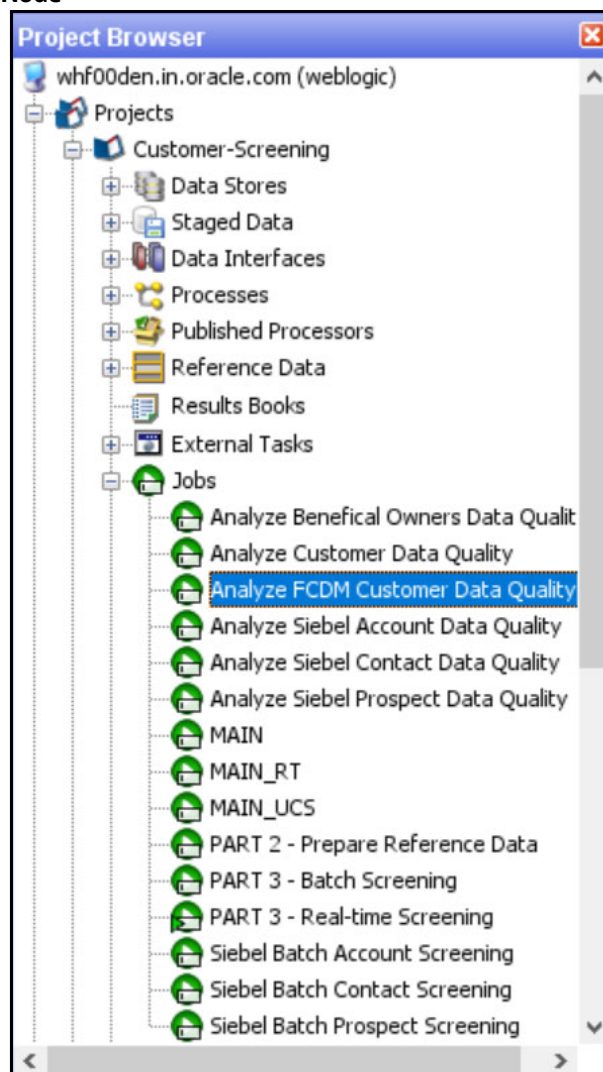 Node
Project Browser
whf00den.in.oracle.com (weblogic)
Projects
Customer-Screening
Data Stores
Staged Data
Data Interfaces
Processes
Published Processors
Reference Data
Results Books
External Tasks
Jobs
Analyze Benefical Owners Data Qualit
Analyze Customer Data Quality
Analyze FCDM Customer Data Quality
Analyze Siebel Account Data Quality
Analyze Siebel Contact Data Quality
Analyze Siebel Prospect Data Quality
MAIN
MAIN_RT
MAIN_UCS
PART 2 - Prepare Reference Data
PART 3 - Batch Screening
PART 3 - Real-time Screening
Siebel Batch Account Screening
Siebel Batch Contact Screening
Siebel Batch Prospect Screening